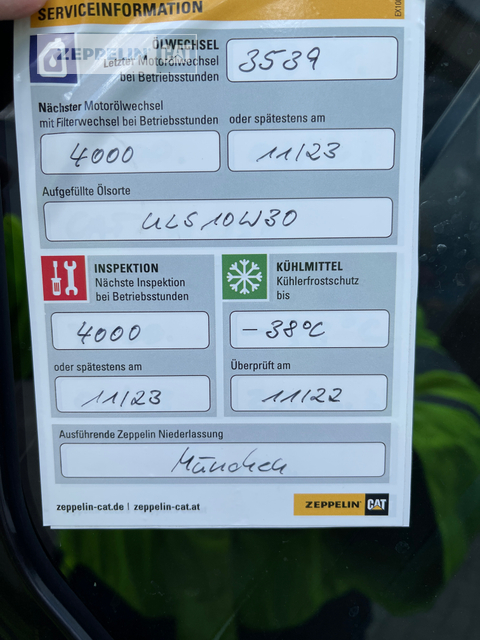 SERVICEINFORMATION
ÖLWECHSEL
Letzter Motorölwechsel
bei Betriebsstunden
3539
ZEPPELIN CAT
Nächster Motorölwechsel
mit Filterwechsel bei Betriebsstunden
oder spätestens am
4000
11/23
Aufgefüllte Ölsorte
ULS 10W30
INSPEKTION
Nächste Inspektion
bei Betriebsstunden
KÜHLMITTEL
Kühlerfrostschutz
bis
4000
-38°C
oder spätestens am
Überprüft am
11/23
11/22
Ausführende Zeppelin Niederlassung
München
zeppelin-cat.de | zeppelin-cat.at
ZEPPELIN CAT